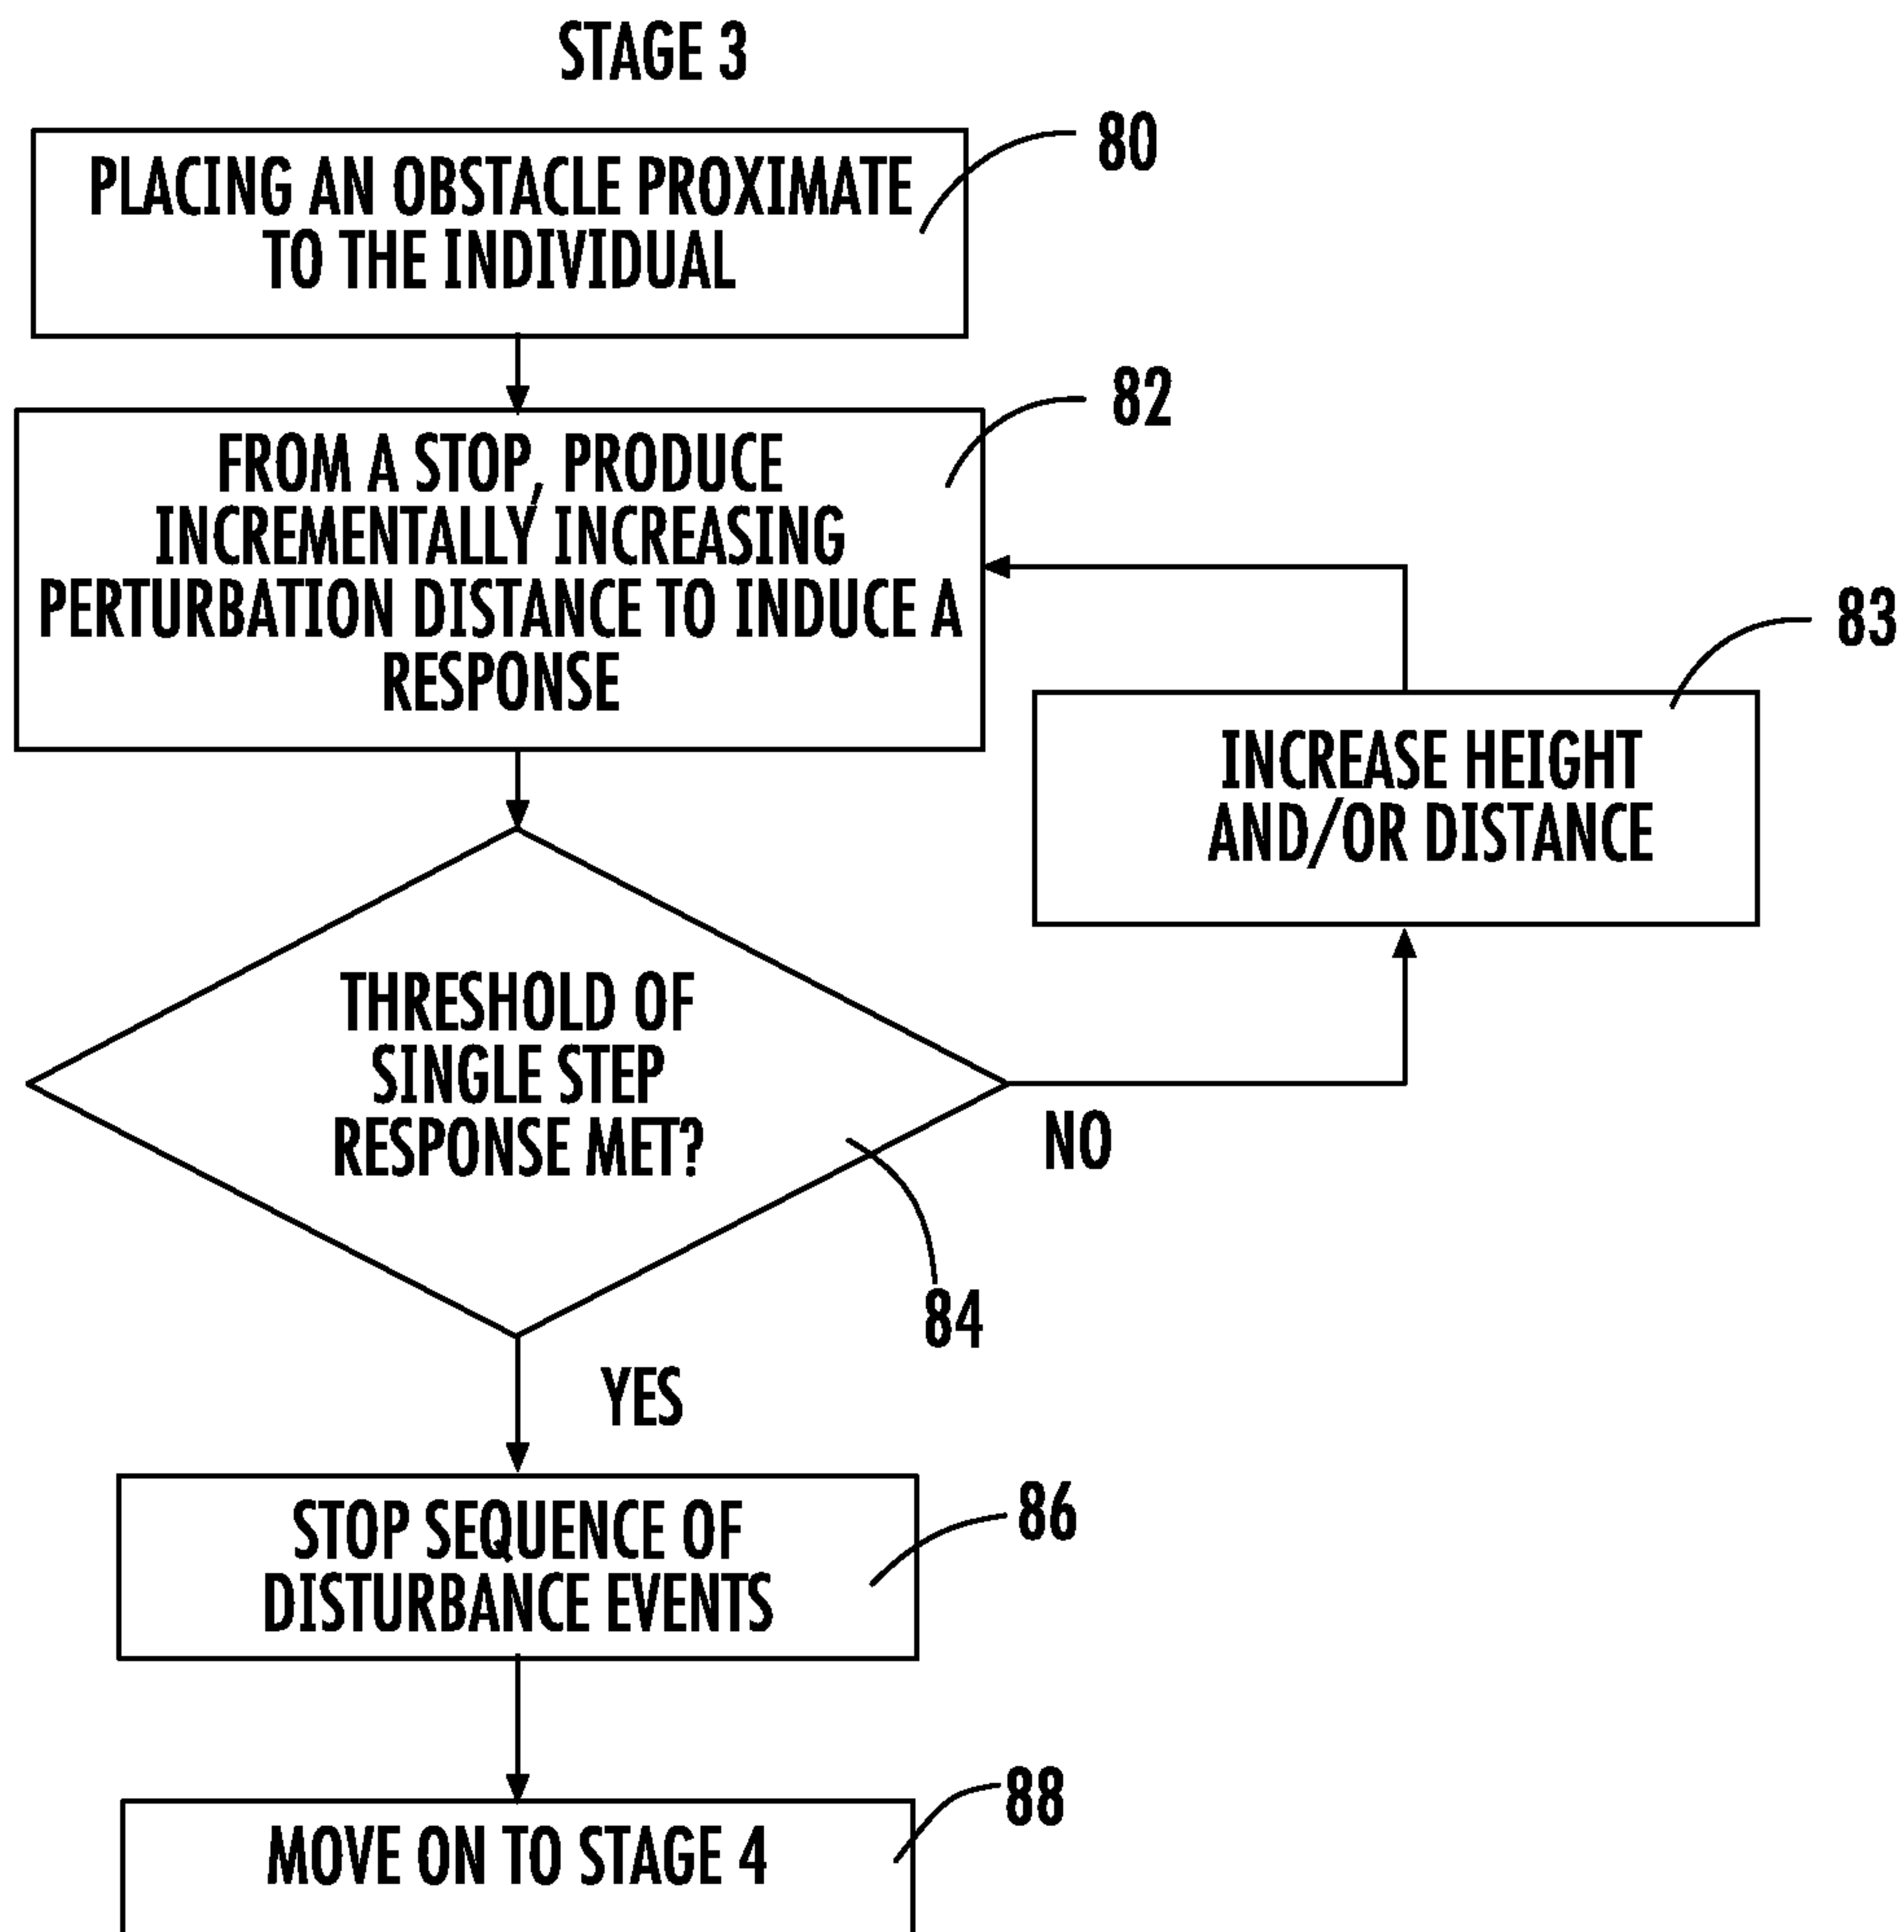 STAGE 3
80
PLACING AN OBSTACLE PROXIMATE
TO THE INDIVIDUAL
82
FROM A STOP, PRODUCE
INCREMENTALLY INCREASING
PERTURBATION DISTANCE TO INDUCE A
RESPONSE
83
INCREASE HEIGHT
AND/OR DISTANCE
THRESHOLD OF
SINGLE STEP
RESPONSE MET?
NO
84
YES
STOP SEQUENCE OF
DISTURBANCE EVENTS
86
88
MOVE ON TO STAGE 4